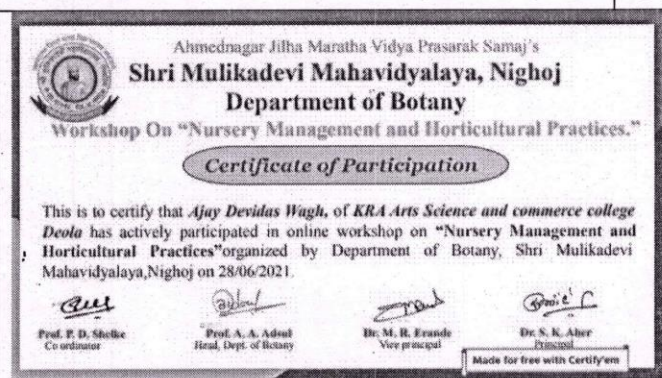 Ahmednagar Jilha Maratha Vidya Prasarak Samaj's
Shri Mulikadevi Mahavidyalaya, Nighoj
Department of Botany
Workshop On "Nursery Management and Horticultural Practices."
Certificate of Participation
This is to certify that Ajay Devidas Wagh, of KRA Arts Science and commerce college
Deola has actively participated in online workshop on "Nursery Management and
Horticultural Practices"organized by Department of Botany, Shri Mulikadevi
Mahavidyalaya,Nighoj on 28/06/2021.
Prof. P. D. Shelke
Co ordinator
Prof. A. A. Adsul
Head, Dept. of Botany
Dr. M. R. Erande
Vice principal
Dr. S. K. Aher
Principal
Made for free with Certify'em